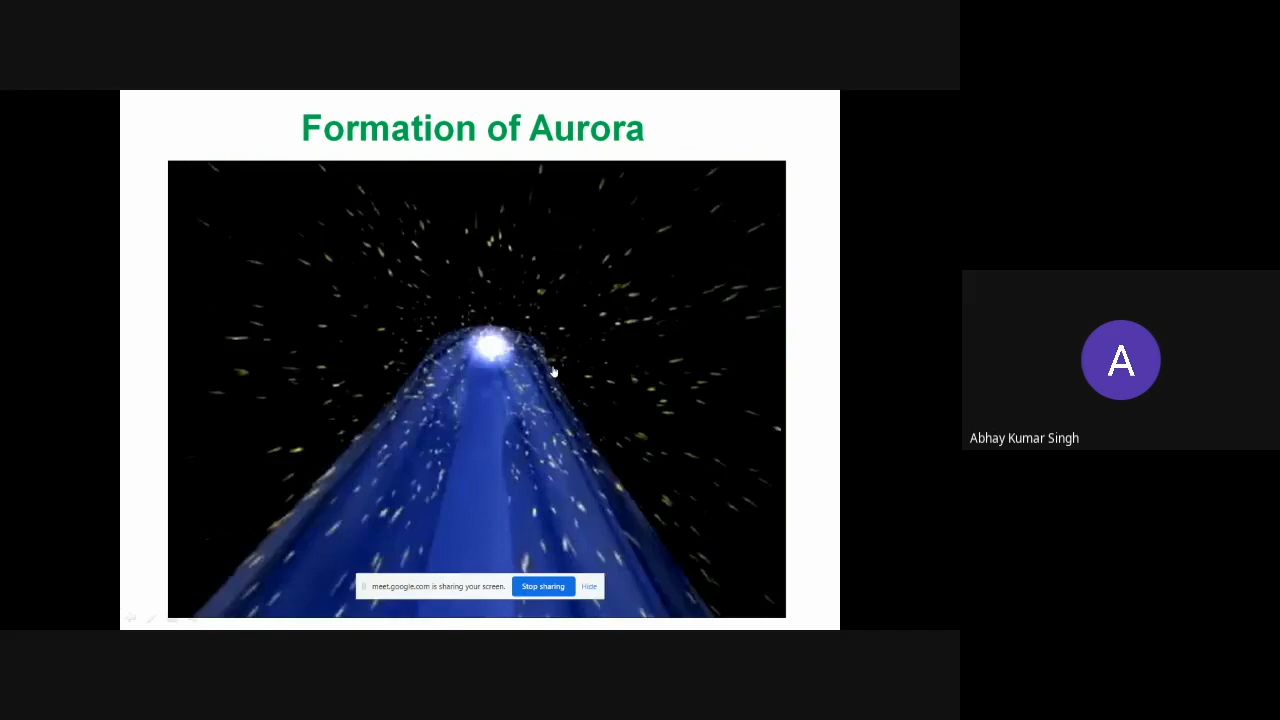 Formation of Aurora
meet.google.com is sharing your screen. Stop sharing Hide
A
Abhay Kumar Singh